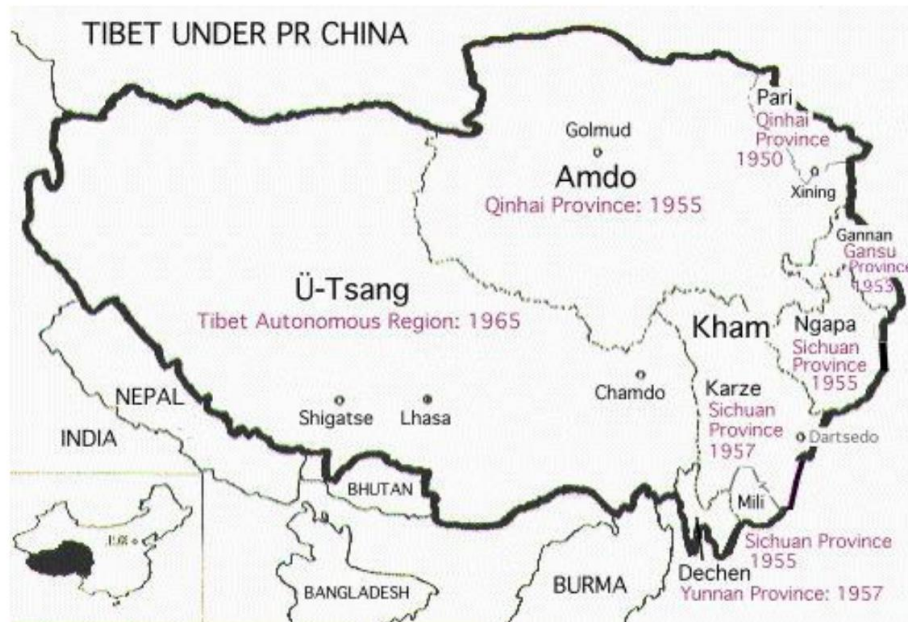 TIBET UNDER PR CHINA
Pari
Qinhai
Province
1950
Golmud
Amdo
Qinhai Province: 1955
Xining
Gannan
Gansu
Province
1953
Ü-Tsang
Tibet Autonomous Region: 1965
Kham
Ngapa
Sichuan
Province
1955
Chamdo
Karze
Sichuan
Province
1957
Shigatse
Lhasa
Dartsedo
NEPAL
INDIA
BHUTAN
Mili
Sichuan Province
1955
Dechen
Yunnan Province: 1957
BANGLADESH
BURMA